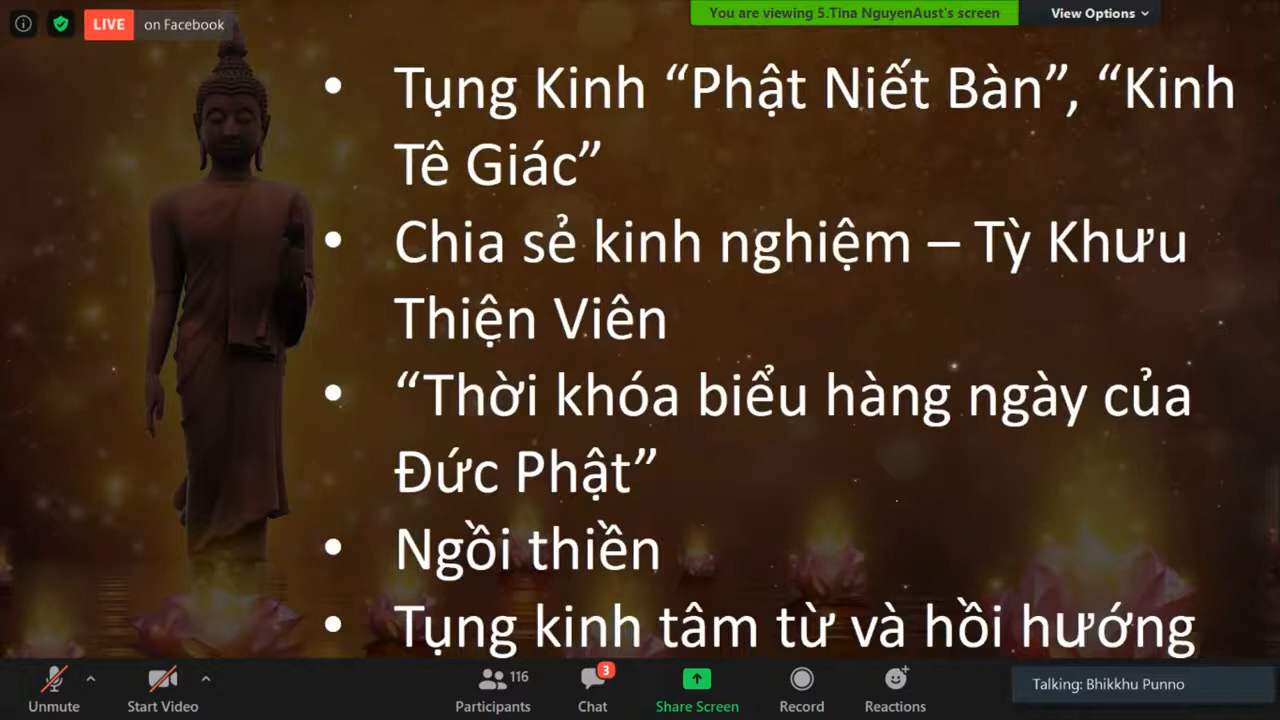 LIVE on Facebook
You are viewing 5.Tina NguyenAust's screen
View Options
• Tụng Kinh “Phật Niết Bàn”, “Kinh
Tê Giác”
• Chia sẻ kinh nghiệm – Tỳ Khưu
Thiện Viên
• “Thời khóa biểu hàng ngày của
Đức Phật”
• Ngồi thiền
• Tụng kinh tâm từ và hồi hướng
Unmute
Start Video
116
Participants
3
Chat
Share Screen
Record
Reactions
Talking: Bhikkhu Punno